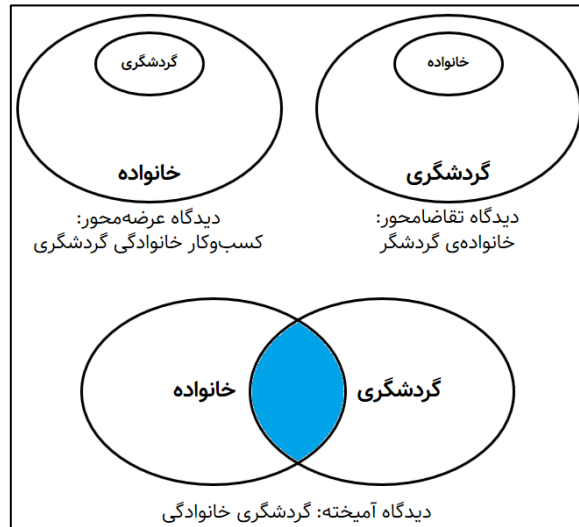 خانواده
گردشگری
گردشگری
خانواده
دیدگاه تقاضامحور:
خانواده‌ی گردشگر
دیدگاه عرضه‌محور:
کسب‌وکار خانوادگی گردشگری
گردشگری
خانواده
دیدگاه آمیخته: گردشگری خانوادگی